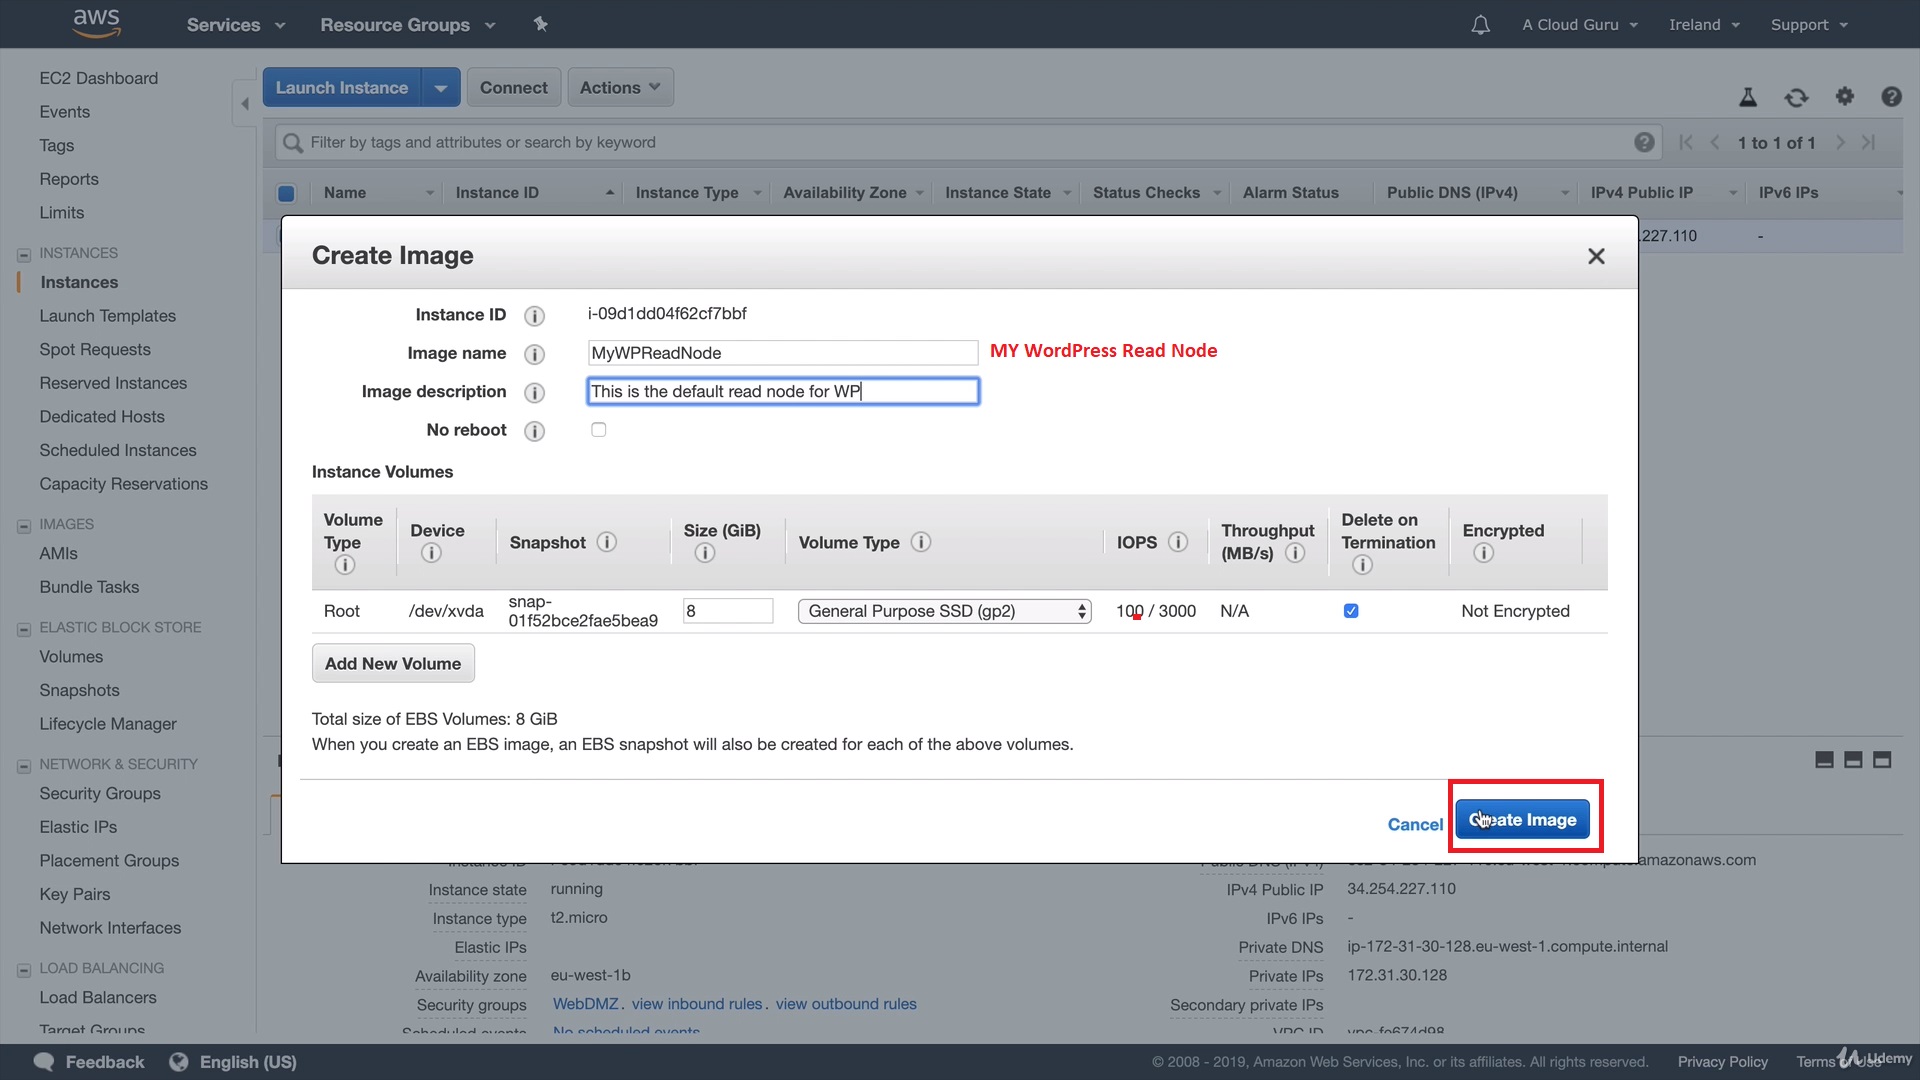 aws
Services
Resource Groups
A Cloud Guru
Ireland
Support
EC2 Dashboard
Events
Tags
Reports
Limits
INSTANCES
Instances
Launch Templates
Spot Requests
Reserved Instances
Dedicated Hosts
Scheduled Instances
Capacity Reservations
IMAGES
AMIs
Bundle Tasks
ELASTIC BLOCK STORE
Volumes
Snapshots
Lifecycle Manager
NETWORK & SECURITY
Security Groups
Elastic IPs
Placement Groups
Key Pairs
Network Interfaces
LOAD BALANCING
Load Balancers
Target Groups
Launch Instance
Connect
Actions
Filter by tags and attributes or search by keyword
1 to 1 of 1
Name
Instance ID
Instance Type
Availability Zone
Instance State
Status Checks
Alarm Status
Public DNS (IPv4)
IPv4 Public IP
IPv6 IPs
.227.110
-
Create Image
Instance ID
i-09d1dd04f62cf7bbf
Image name
MyWPReadNode
MY WordPress Read Node
Image description
This is the default read node for WP
No reboot
Instance Volumes
Volume
Type
Device
Snapshot
Size (GiB)
Volume Type
IOPS
Throughput
(MB/s)
Delete on
Termination
Encrypted
Root
/dev/xvda
snap-
01f52bce2fae5bea9
8
General Purpose SSD (gp2)
100 / 3000
N/A
Not Encrypted
Add New Volume
Total size of EBS Volumes: 8 GiB
When you create an EBS image, an EBS snapshot will also be created for each of the above volumes.
Cancel
Create Image
amazonaws.com
Instance state
running
IPv4 Public IP
34.254.227.110
Instance type
t2.micro
IPv6 IPs
-
Elastic IPs
Private DNS
ip-172-31-30-128.eu-west-1.compute.internal
Availability zone
eu-west-1b
Private IPs
172.31.30.128
Security groups
WebDMZ . view inbound rules . view outbound rules
Secondary private IPs
Scheduled events
No scheduled events
VPC ID
vpc-fe674d98
Feedback
English (US)
© 2008 - 2019, Amazon Web Services, Inc. or its affiliates. All rights reserved.
Privacy Policy
Terms of Use
Udemy